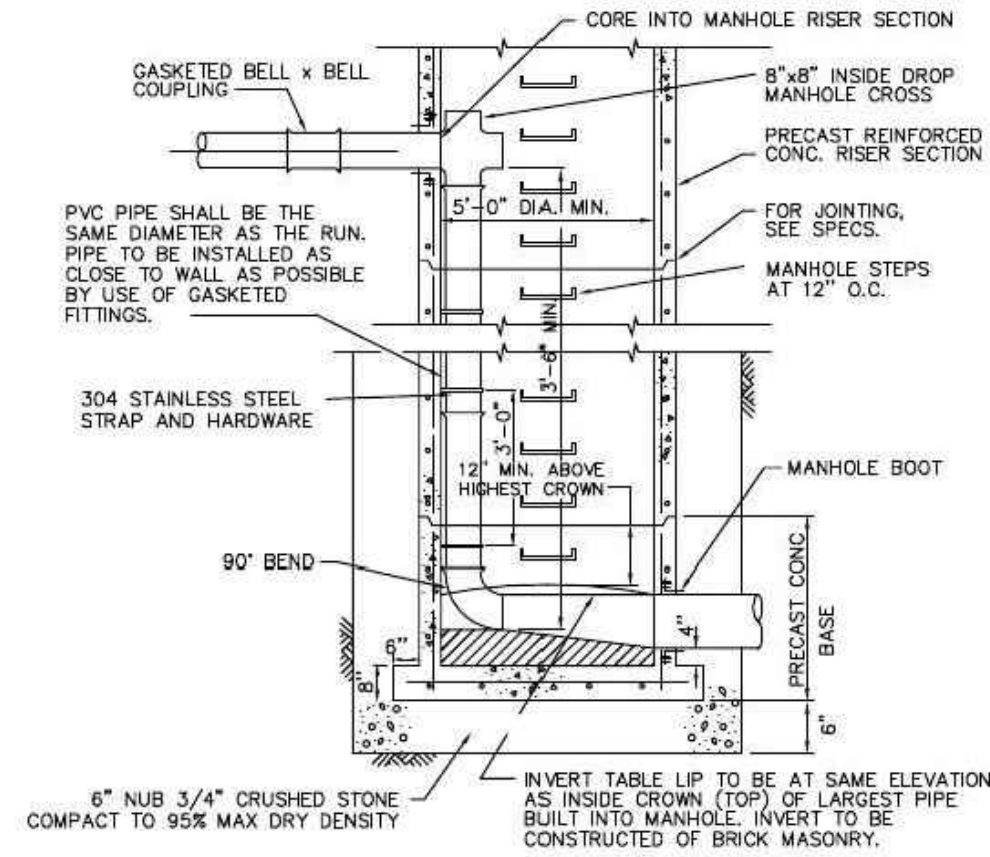 CORE INTO MANHOLE RISER SECTION
GASKETED BELL x BELL
COUPLING
8"x8" INSIDE DROP
MANHOLE CROSS
PRECAST REINFORCED
CONC. RISER SECTION
PVC PIPE SHALL BE THE
SAME DIAMETER AS THE RUN.
PIPE TO BE INSTALLED AS
CLOSE TO WALL AS POSSIBLE
BY USE OF GASKETED
FITTINGS.
5'-0" DIA. MIN.
FOR JOINTING,
SEE SPECS.
MANHOLE STEPS
AT 12" O.C.
3'-6" MIN.
304 STAINLESS STEEL
STRAP AND HARDWARE
3'-0"
12" MIN. ABOVE
HIGHEST CROWN
MANHOLE BOOT
90° BEND
PRECAST CONC
BASE
4"
6"
8"
6"
6" NUB 3/4" CRUSHED STONE
COMPACT TO 95% MAX DRY DENSITY
INVERT TABLE LIP TO BE AT SAME ELEVATION
AS INSIDE CROWN (TOP) OF LARGEST PIPE
BUILT INTO MANHOLE. INVERT TO BE
CONSTRUCTED OF BRICK MASONRY.